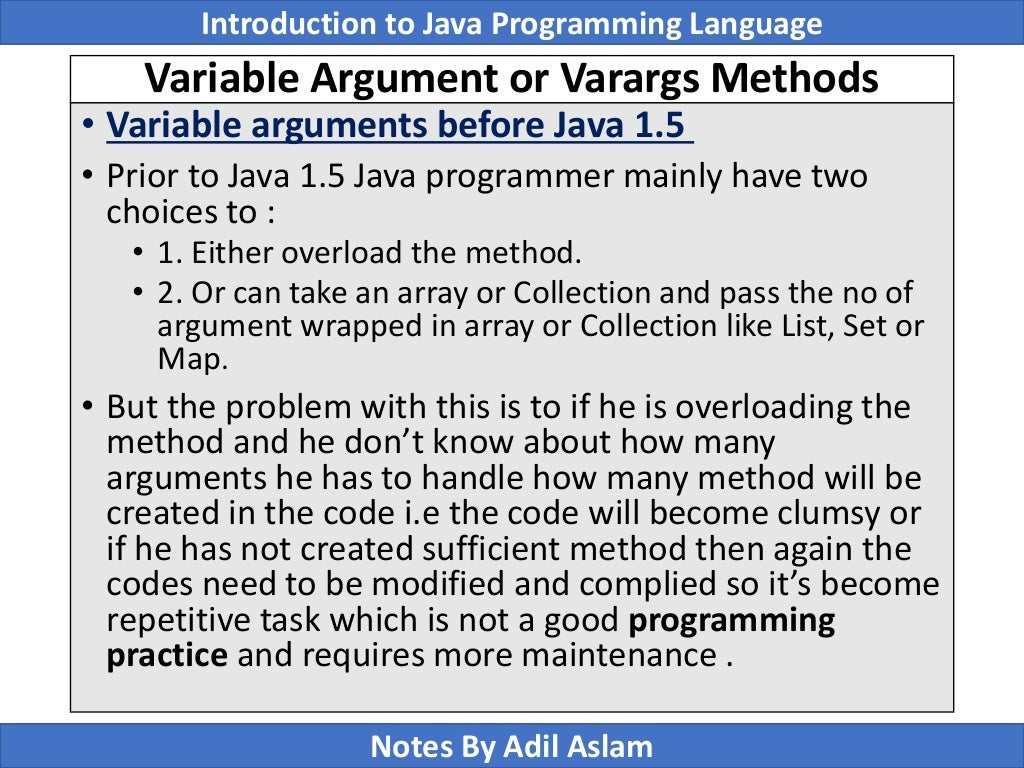 Introduction to Java Programming Language
Variable Argument or Varargs Methods
• Variable arguments before Java 1.5
• Prior to Java 1.5 Java programmer mainly have two
choices to :
• 1. Either overload the method.
• 2. Or can take an array or Collection and pass the no of
argument wrapped in array or Collection like List, Set or
Map.
• But the problem with this is to if he is overloading the
method and he don’t know about how many
arguments he has to handle how many method will be
created in the code i.e the code will become clumsy or
if he has not created sufficient method then again the
codes need to be modified and complied so it’s become
repetitive task which is not a good programming
practice and requires more maintenance .
Notes By Adil Aslam